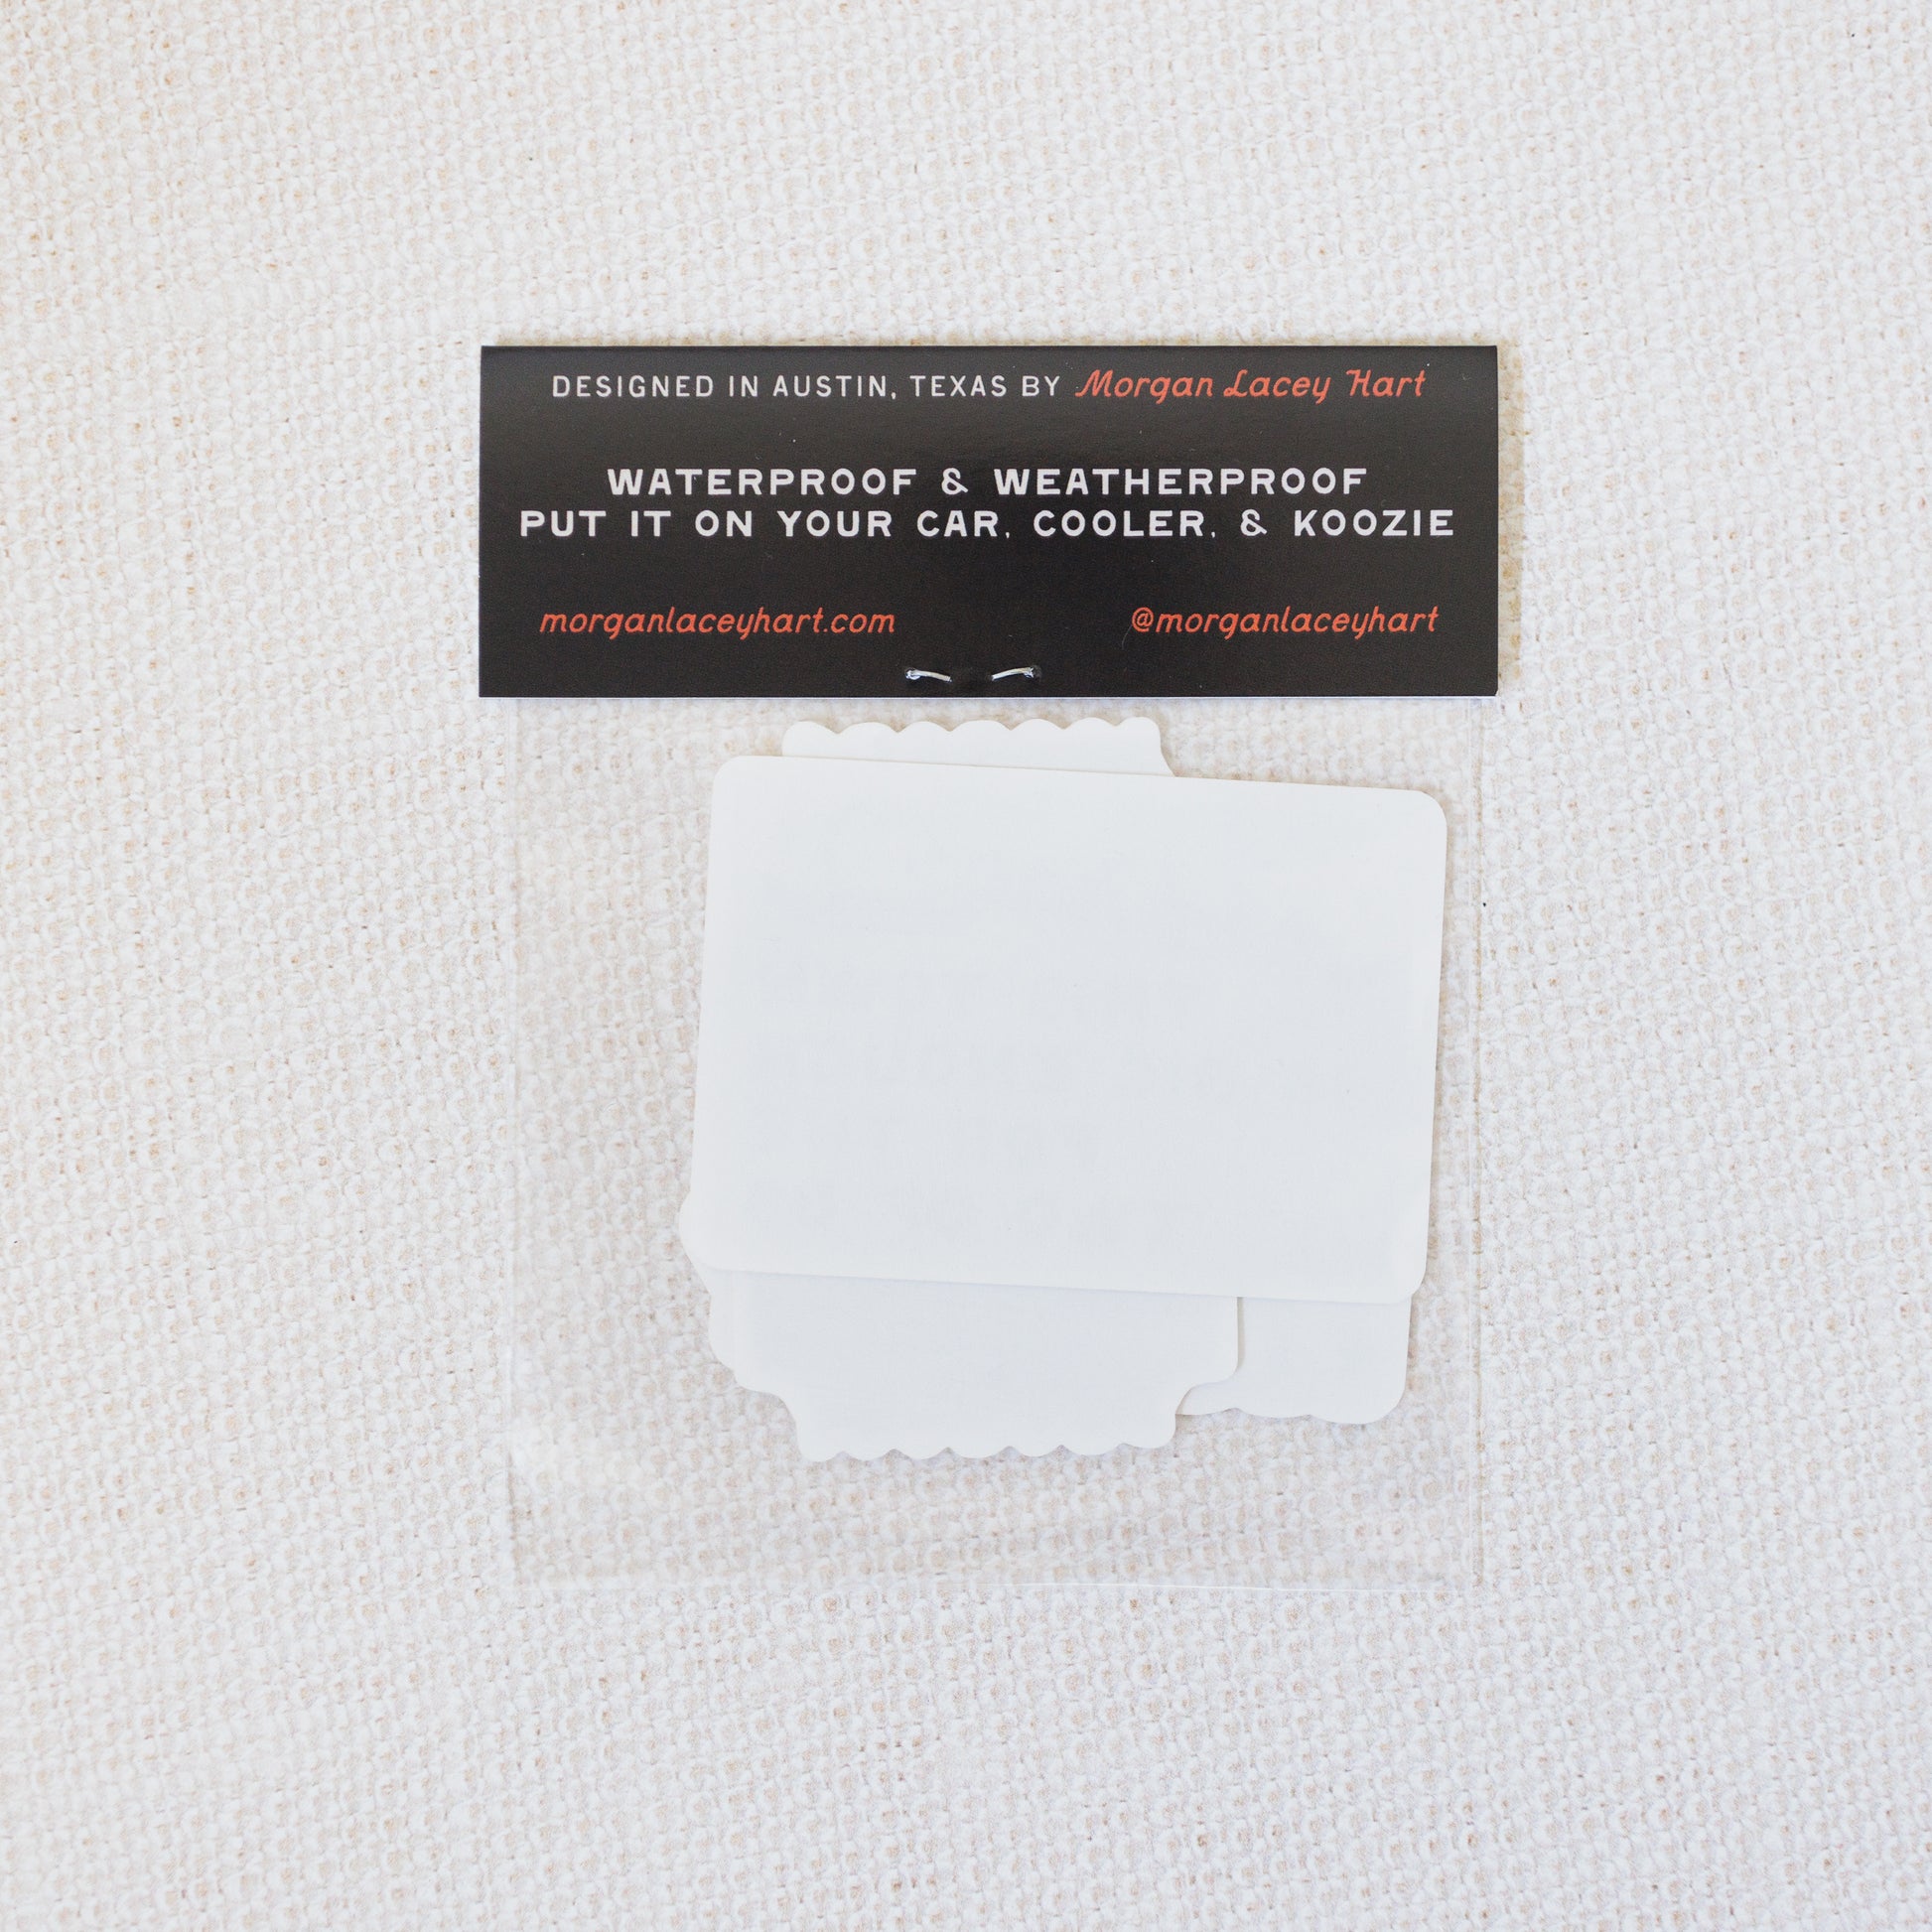 DESIGNED IN AUSTIN, TEXAS BY Morgan Lacey Hart
WATERPROOF & WEATHERPROOF
PUT IT ON YOUR CAR, COOLER, & KOOZIE
morganlaceyhart.com @morganlaceyhart